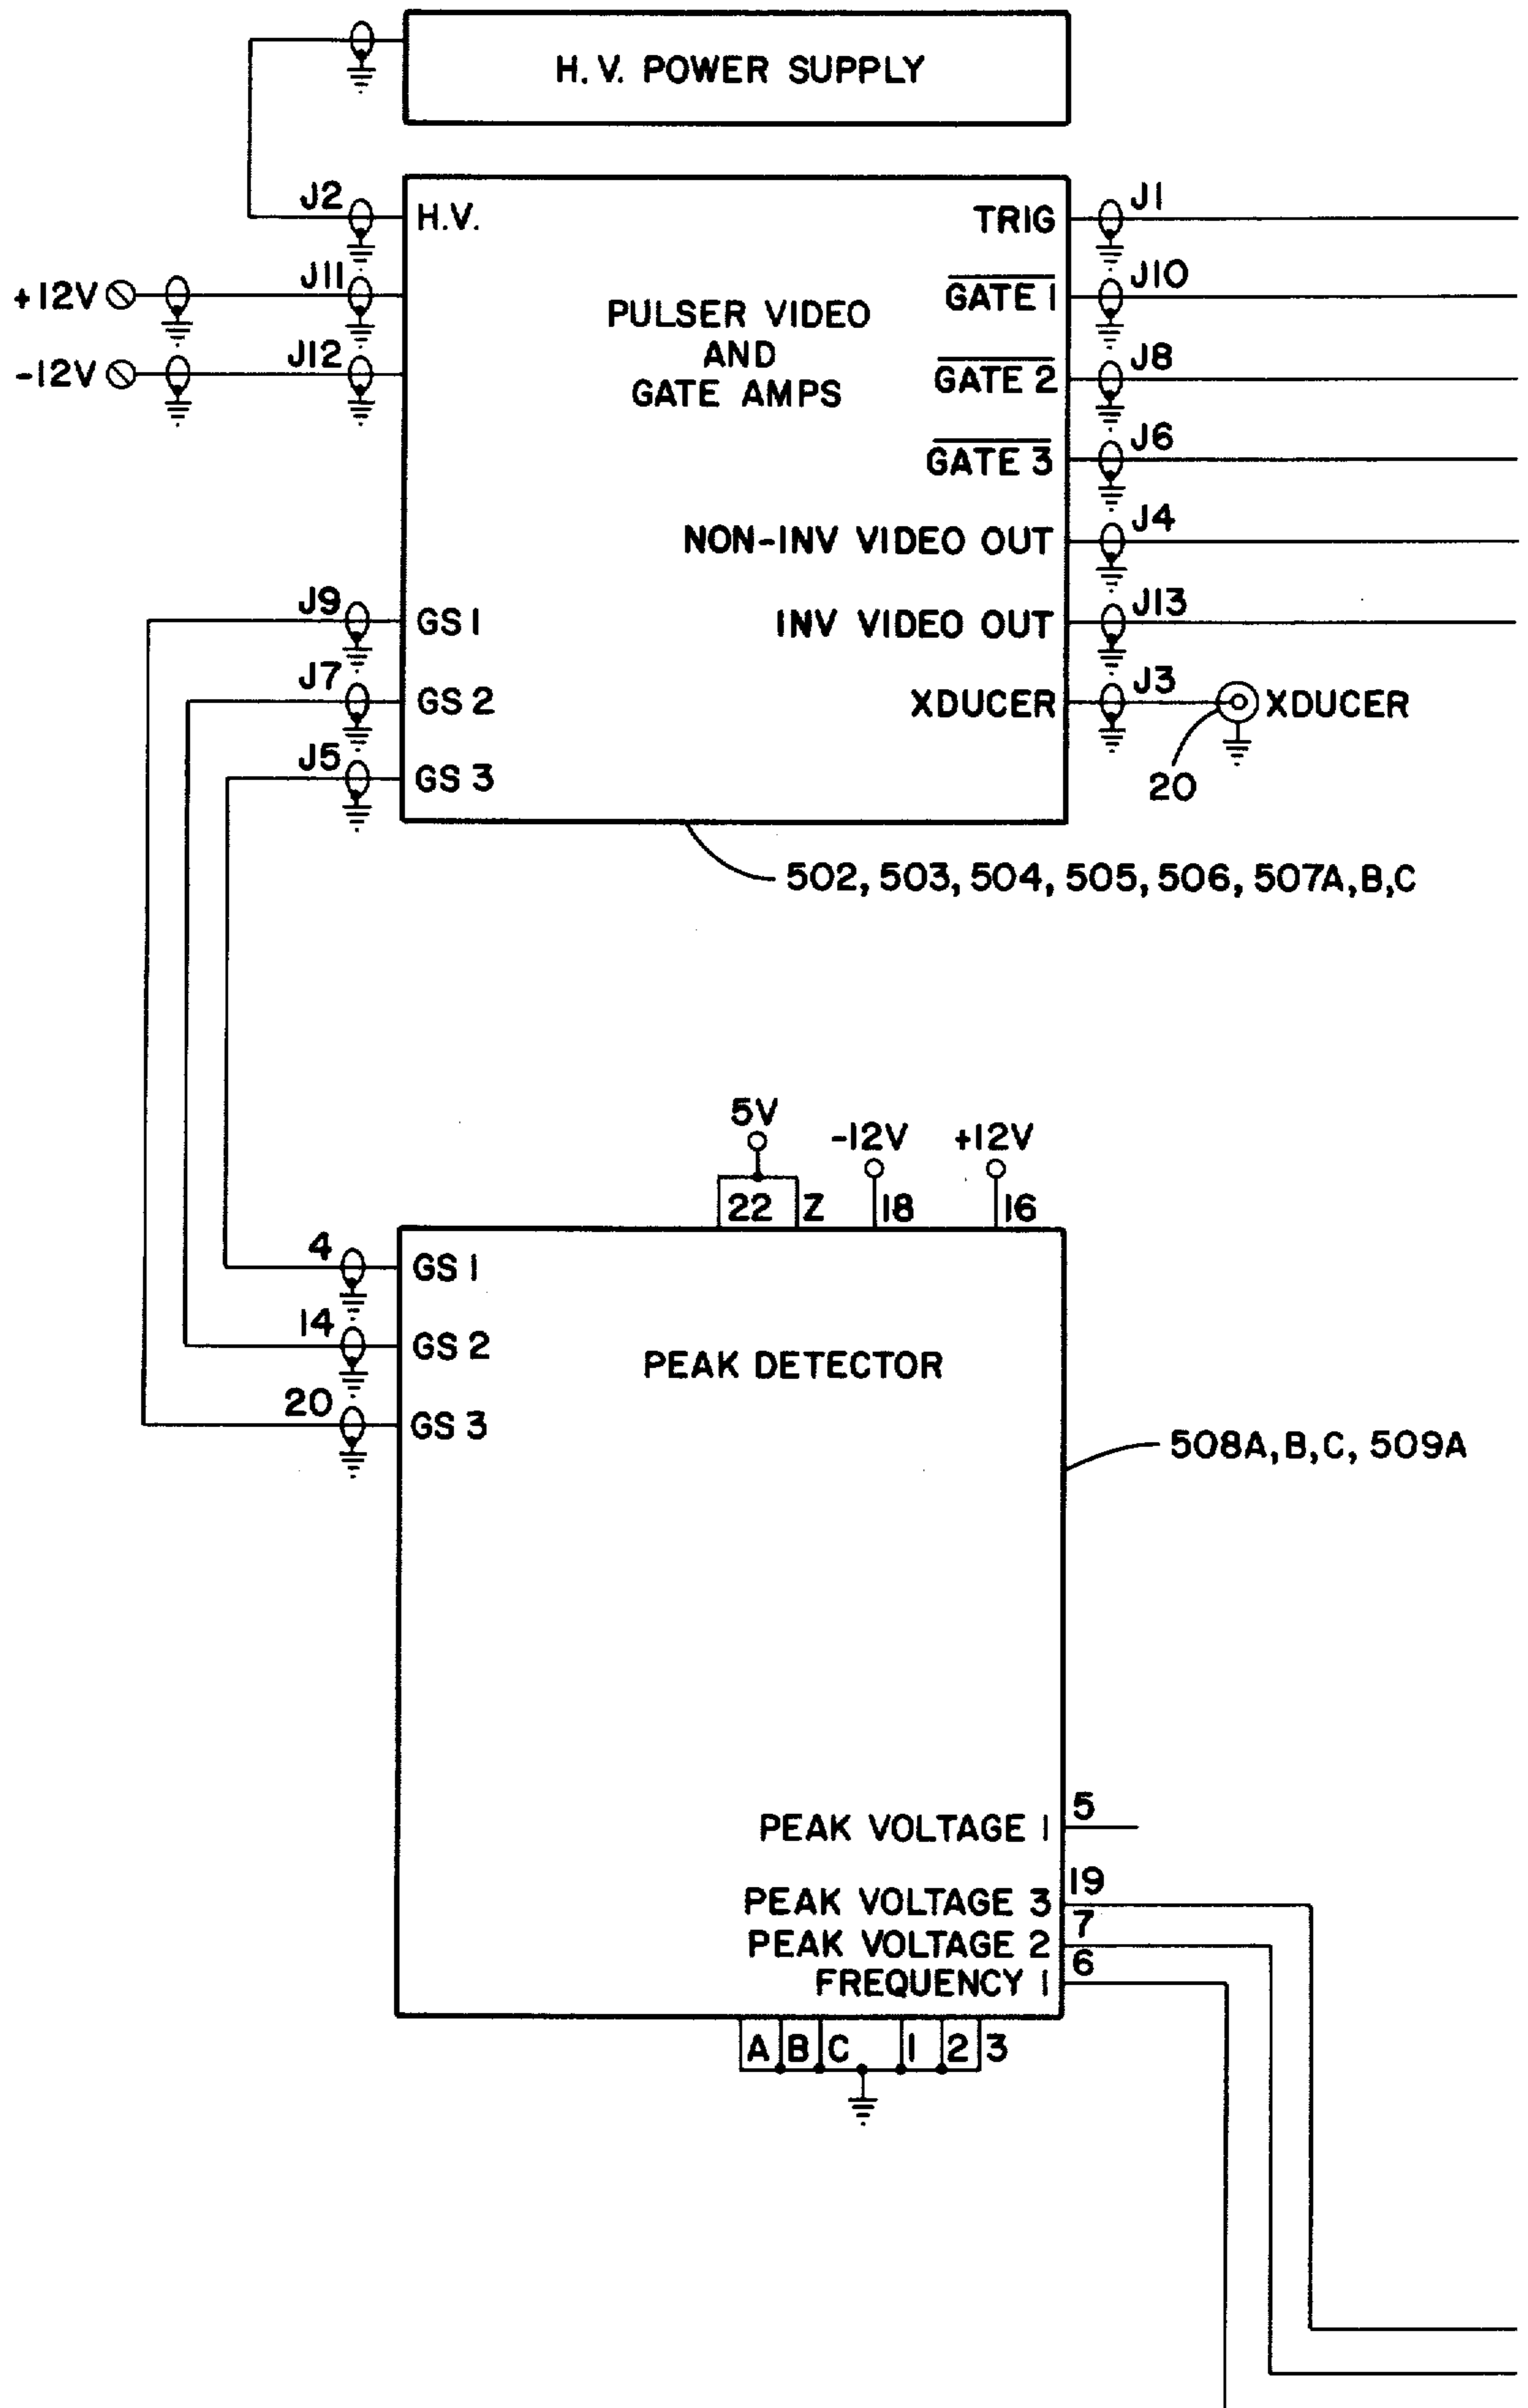 H.V. POWER SUPPLY
J2
H.V.
TRIG
J1
+12V
J11
GATE 1
J10
PULSER VIDEO
AND
GATE AMPS
-12V
J12
GATE 2
J8
GATE 3
J6
NON-INV VIDEO OUT
J4
J9
GS 1
INV VIDEO OUT
J13
J7
GS 2
XDUCER
J3
XDUCER
J5
GS 3
20
502, 503, 504, 505, 506, 507A, B, C
5V
-12V
+12V
22
Z
18
16
4
GS 1
14
GS 2
PEAK DETECTOR
20
GS 3
508A, B, C, 509A
PEAK VOLTAGE 1
5
PEAK VOLTAGE 3
19
PEAK VOLTAGE 2
7
FREQUENCY 1
6
A
B
C
1
2
3